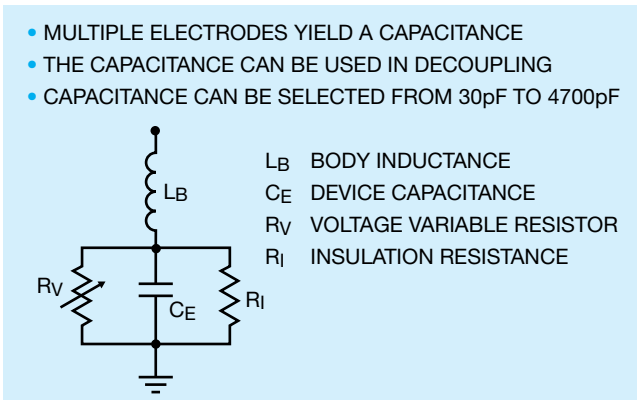 • MULTIPLE ELECTRODES YIELD A CAPACITANCE
• THE CAPACITANCE CAN BE USED IN DECOUPLING
• CAPACITANCE CAN BE SELECTED FROM 30pF TO 4700pF
LB
LB BODY INDUCTANCE
CE DEVICE CAPACITANCE
RV VOLTAGE VARIABLE RESISTOR
RI INSULATION RESISTANCE
RV
CE
RI